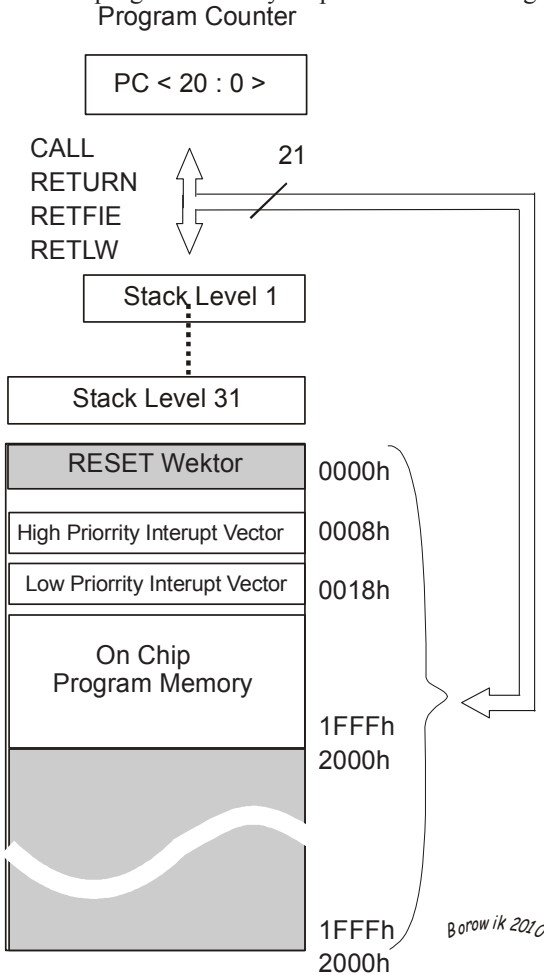 Program Counter
PC < 20 : 0 >
CALL
RETURN
RETFIE
RETLW
21
Stack Level 1
Stack Level 31
RESET Wektor
0000h
High Priorrity Interupt Vector
0008h
Low Priorrity Interupt Vector
0018h
On Chip
Program Memory
1FFFh
2000h
1FFFh
2000h
Borowik 2010